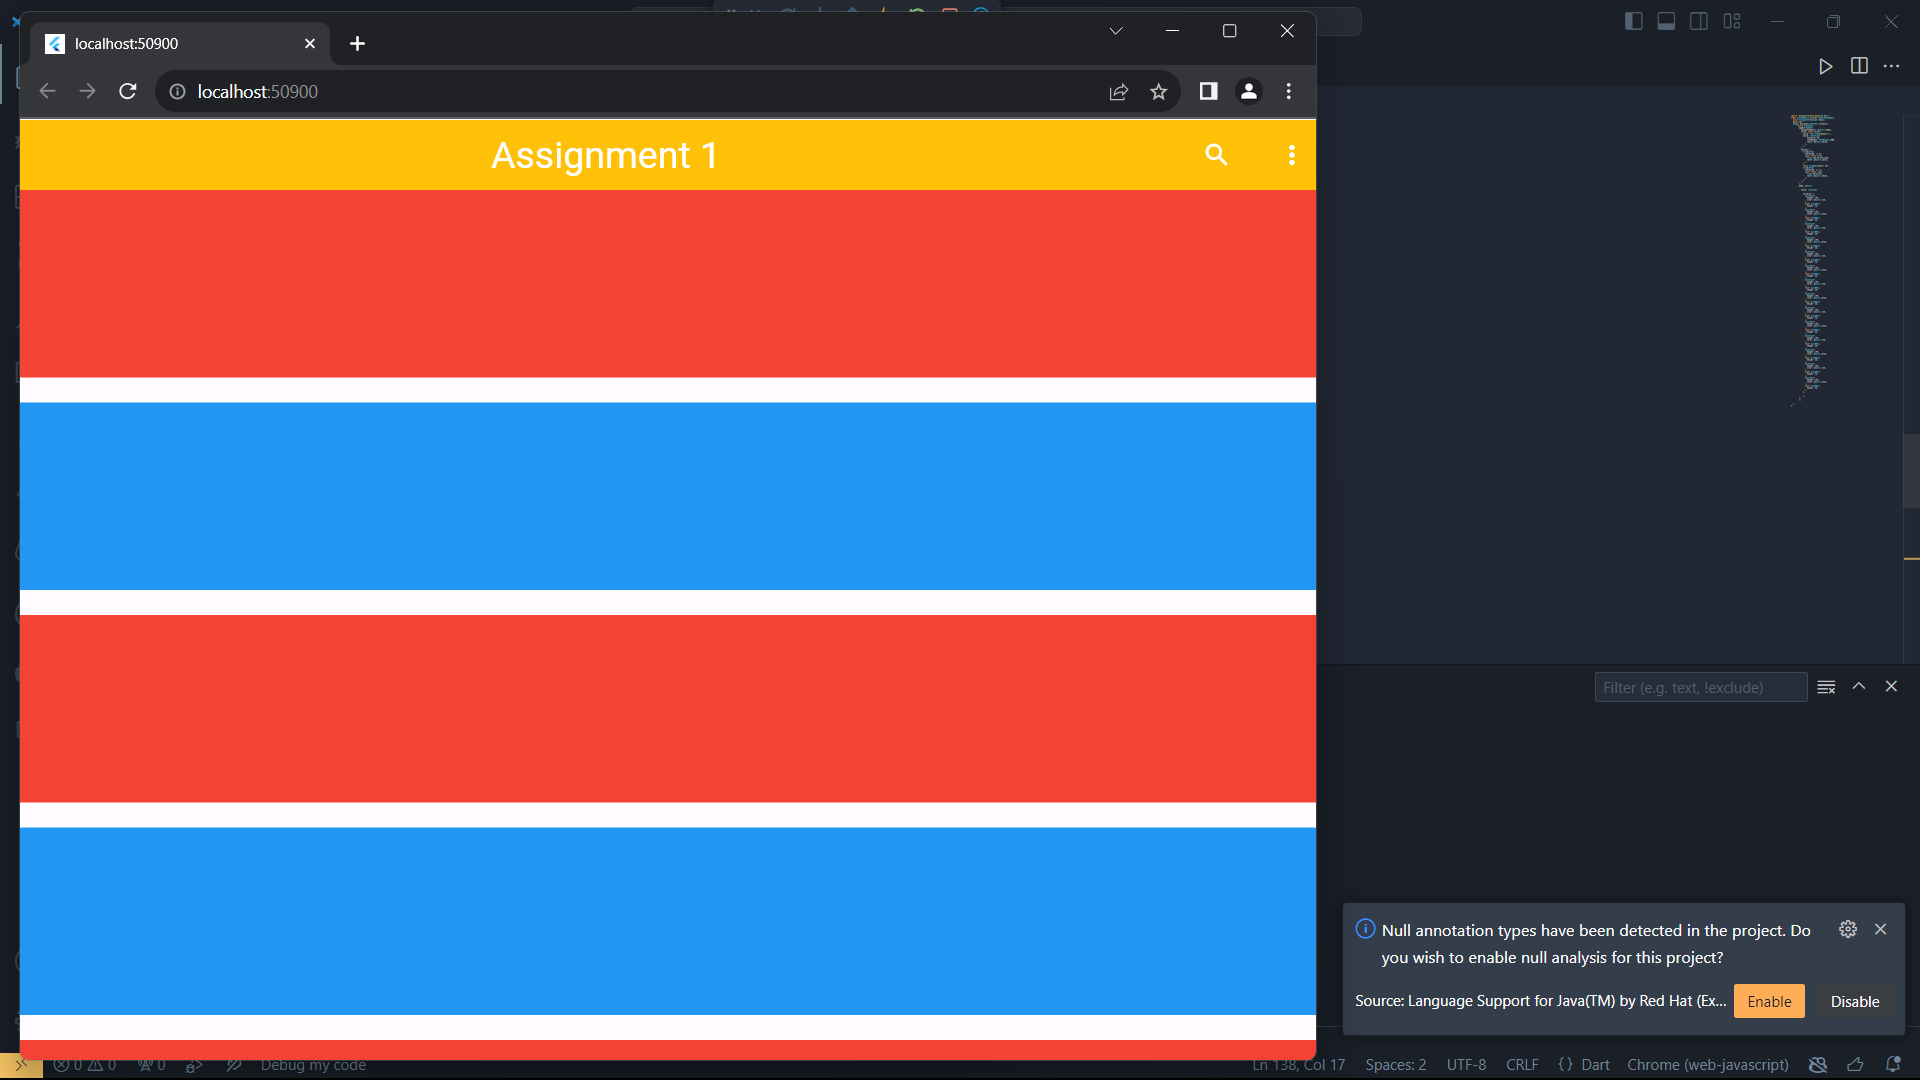 localhost:50900
localhost:50900
Assignment 1
Filter (e.g. text, !exclude)
Null annotation types have been detected in the project. Do
you wish to enable null analysis for this project?
Source: Language Support for Java(TM) by Red Hat (Ex...
Enable
Disable
0 0 0 Debug my code Ln 138, Col 17 Spaces: 2 UTF-8 CRLF {} Dart Chrome (web-javascript)